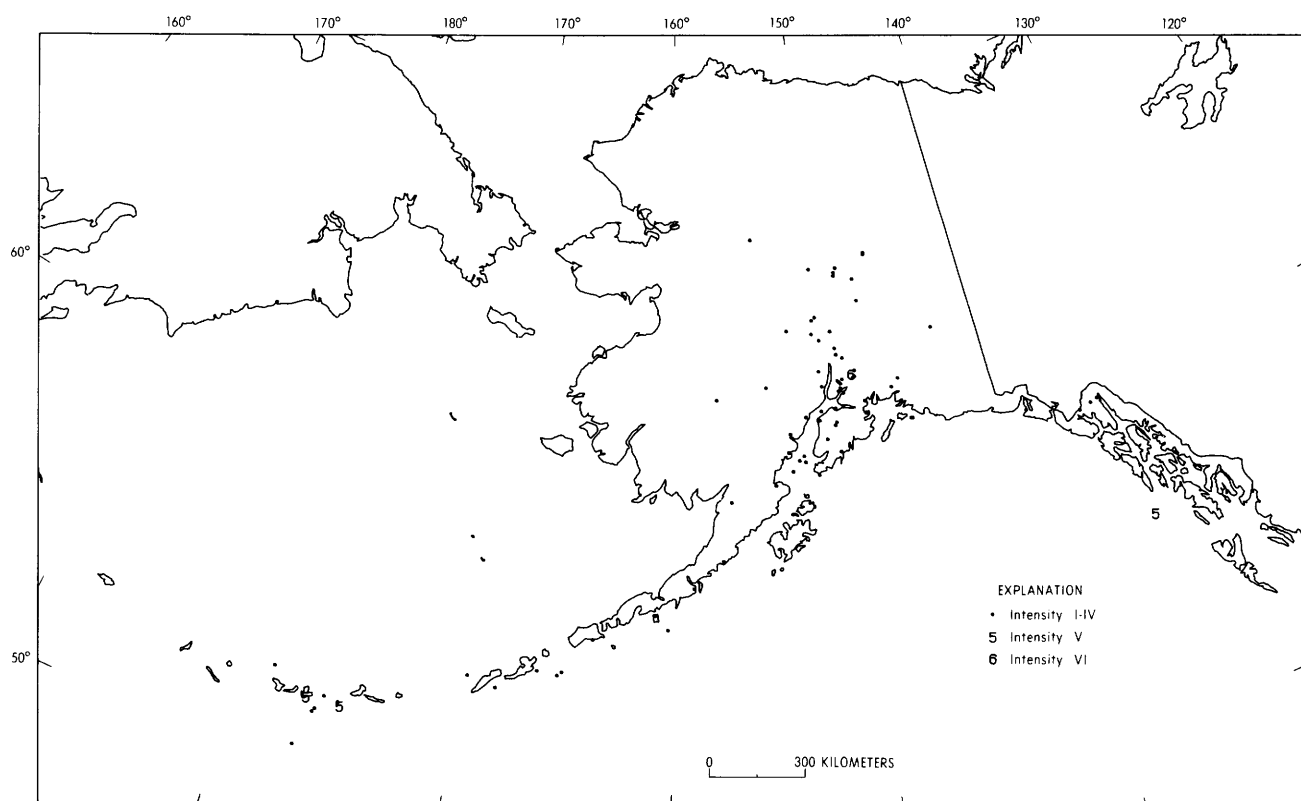 160° 170° 180° 170° 160° 150° 140° 130° 120°
60°
6
5
EXPLANATION
• Intensity I-IV
5 Intensity V
6 Intensity VI
50°
5
0 300 KILOMETERS